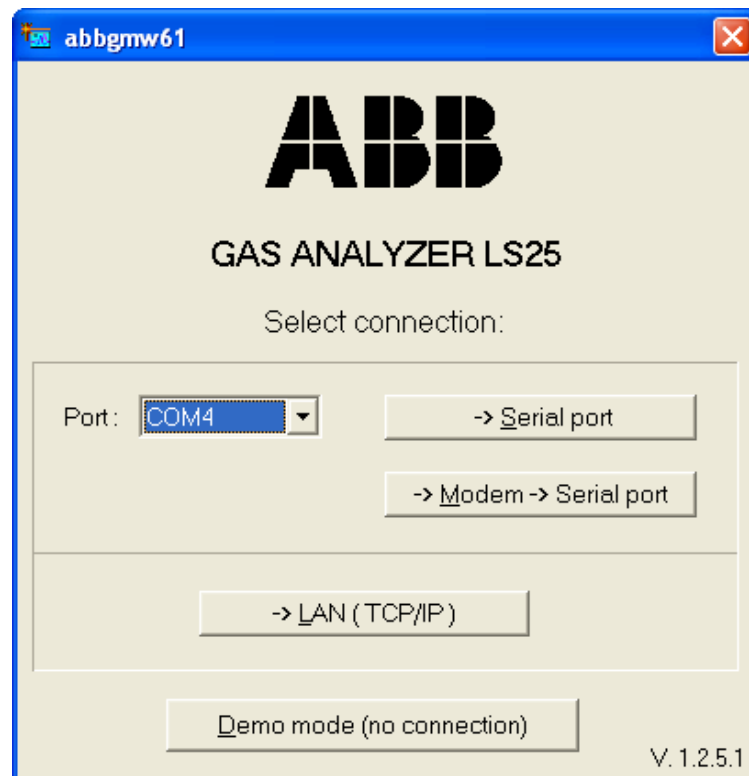 abbgmw61
ABB
GAS ANALYZER LS25
Select connection:
Port: COM4 -> Serial port
-> Modem -> Serial port
-> LAN ( TCP/IP )
Demo mode (no connection)
V. 1.2.5.1